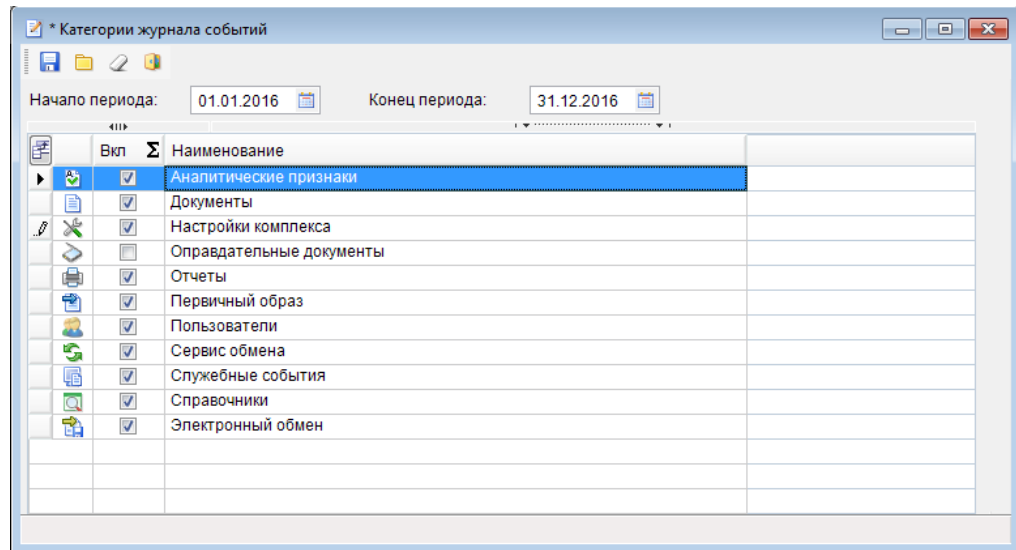 * Категории журнала событий
Начало периода: 01.01.2016 Конец периода: 31.12.2016
Вкл Σ Наименование
Аналитические признаки
Документы
Настройки комплекса
Оправдательные документы
Отчеты
Первичный образ
Пользователи
Сервис обмена
Служебные события
Справочники
Электронный обмен